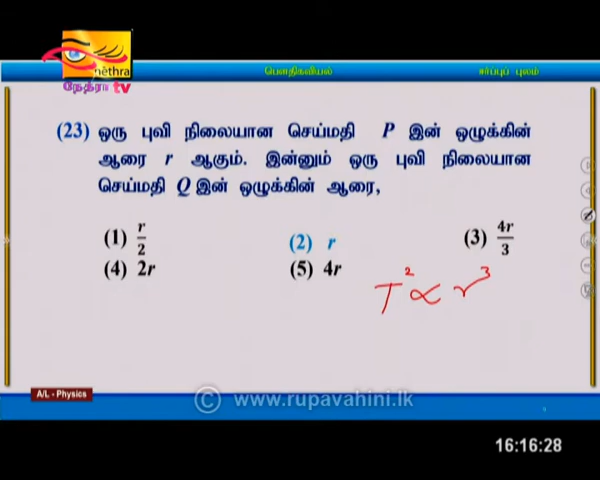 nethra
நேத்ரா tv
பௌதிகவியல் ஈர்ப்புப் புலம்
(23) ஒரு புவி நிலையான செய்மதி P இன் ஒழுக்கின்
ஆரை r ஆகும். இன்னும் ஒரு புவி நிலையான
செய்மதி Q இன் ஒழுக்கின் ஆரை,
(1) r/2 (2) r (3) 4r/3
(4) 2r (5) 4r
T² ∝ r³
A/L - Physics
© www.rupavahini.lk
16:16:28